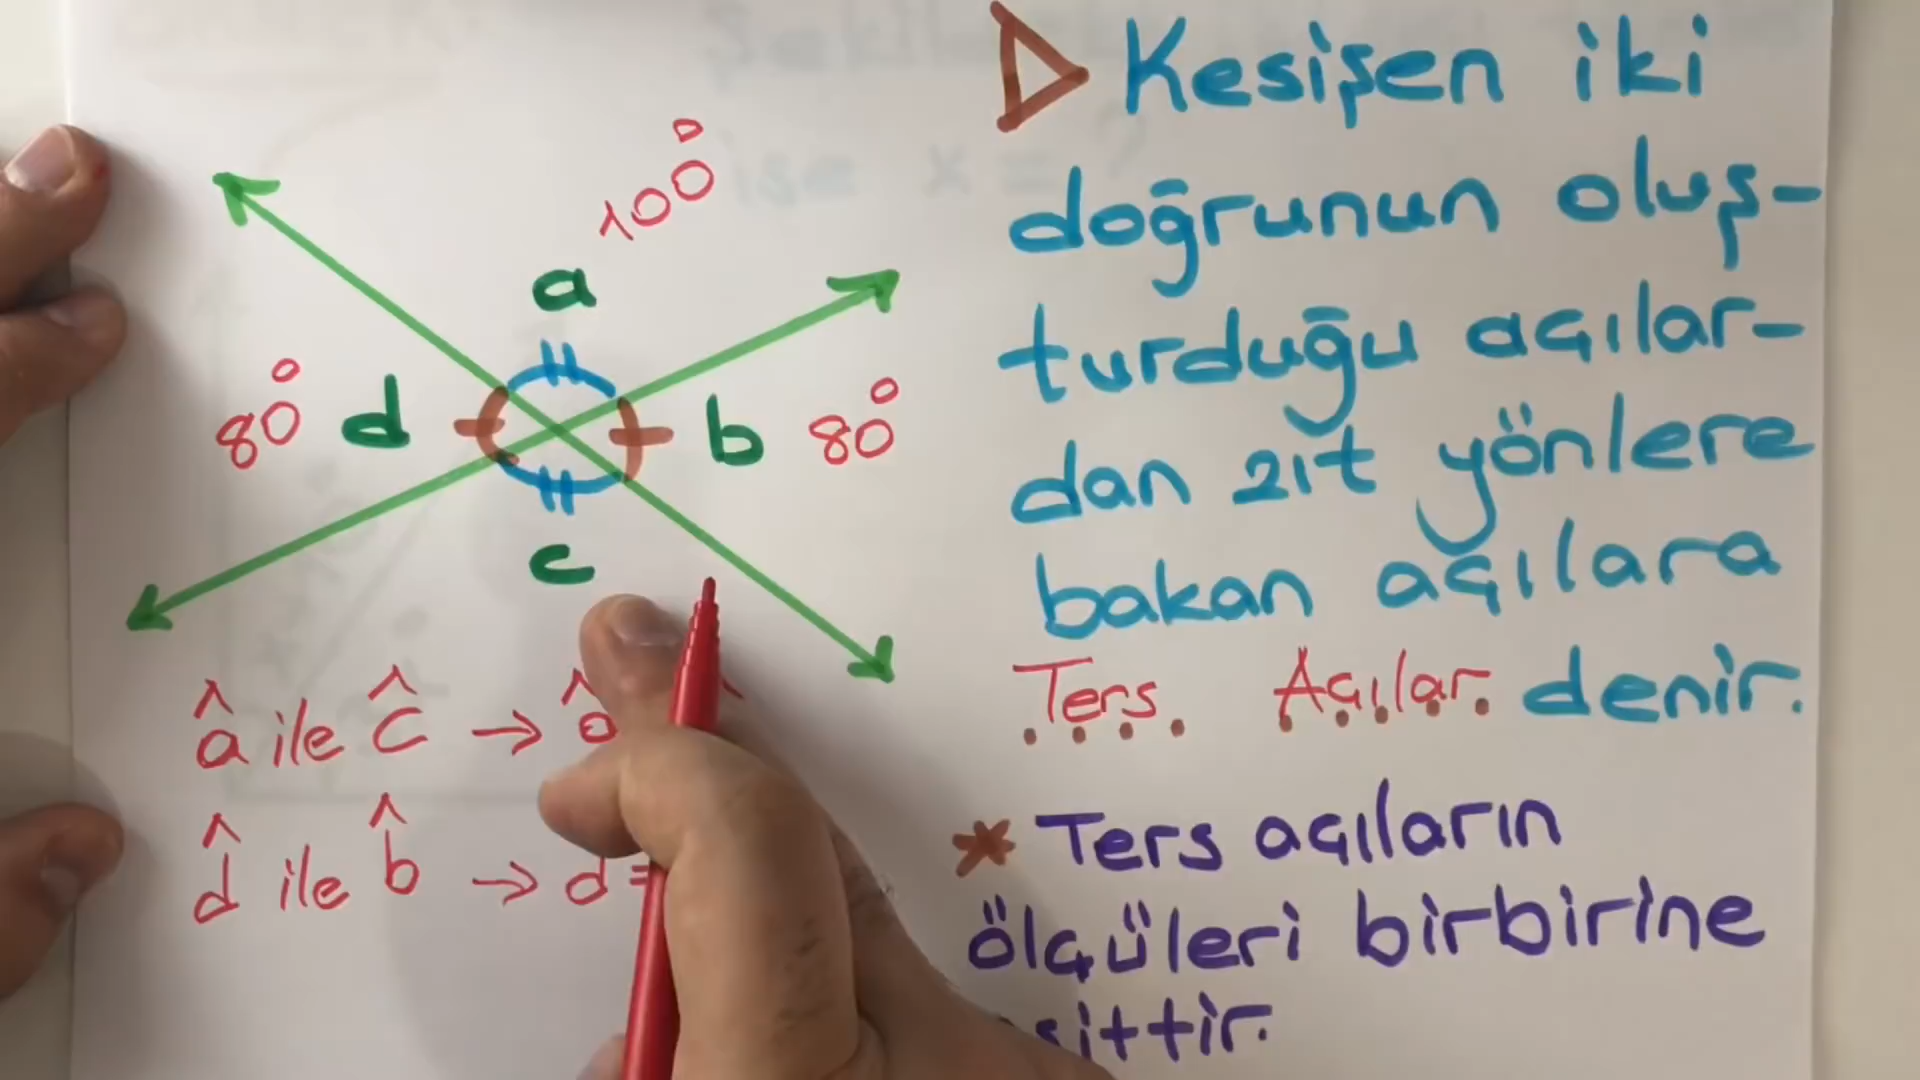 100°
a
80° d
b 80°
c
â ile ĉ →
d̂ ile b̂ → d =
Kesişen iki
doğrunun oluş-
turduğu açılar-
dan zıt yönlere
bakan açılara
Ters Açılar denir.
* Ters açıların
ölçüleri birbirine
şittir.